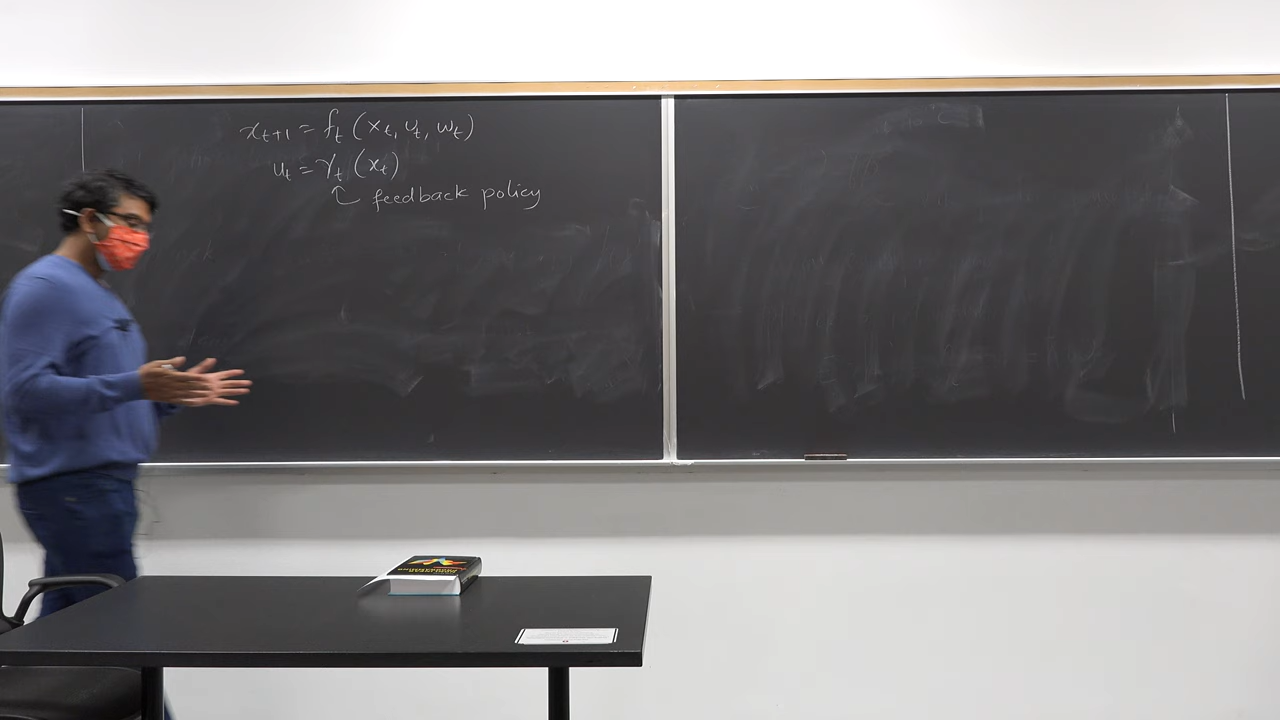 x_{t+1} = f_t (x_t, u_t, w_t)
u_t = γ_t (x_t)
feedback policy